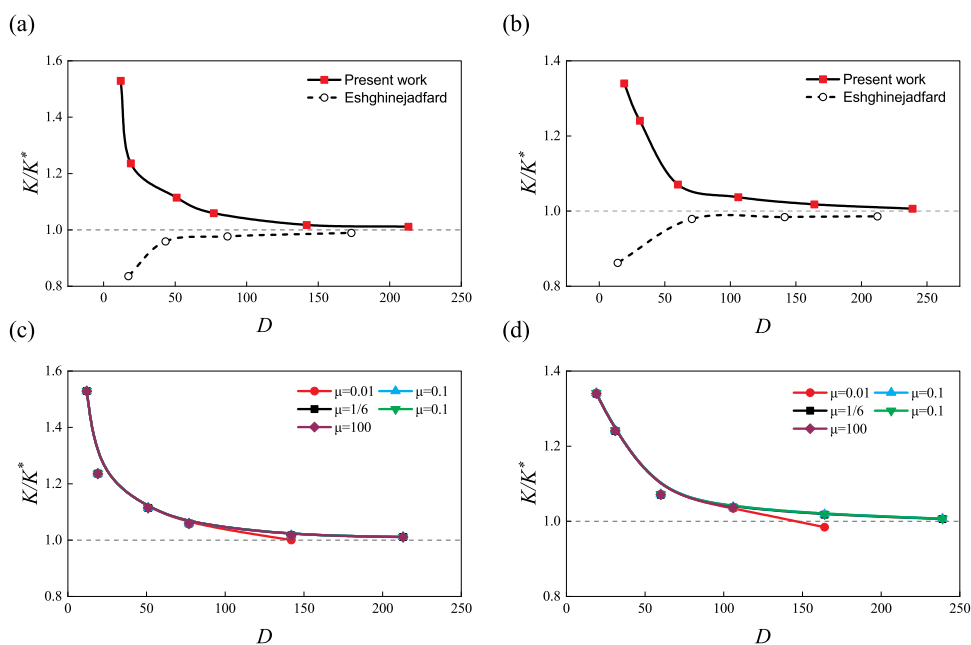 (a)
1.6
1.4
1.2
1.0
0.8
K/K*
Present work
Eshghinejadfard
0 50 100 150 200 250
D
(b)
1.4
1.2
1.0
0.8
K/K*
Present work
Eshghinejadfard
0 50 100 150 200 250
D
(c)
1.6
1.4
1.2
1.0
0.8
K/K*
μ=0.01 μ=0.1
μ=1/6 μ=0.1
μ=100
0 50 100 150 200 250
D
(d)
1.4
1.2
1.0
0.8
K/K*
μ=0.01 μ=0.1
μ=1/6 μ=0.1
μ=100
0 50 100 150 200 250
D